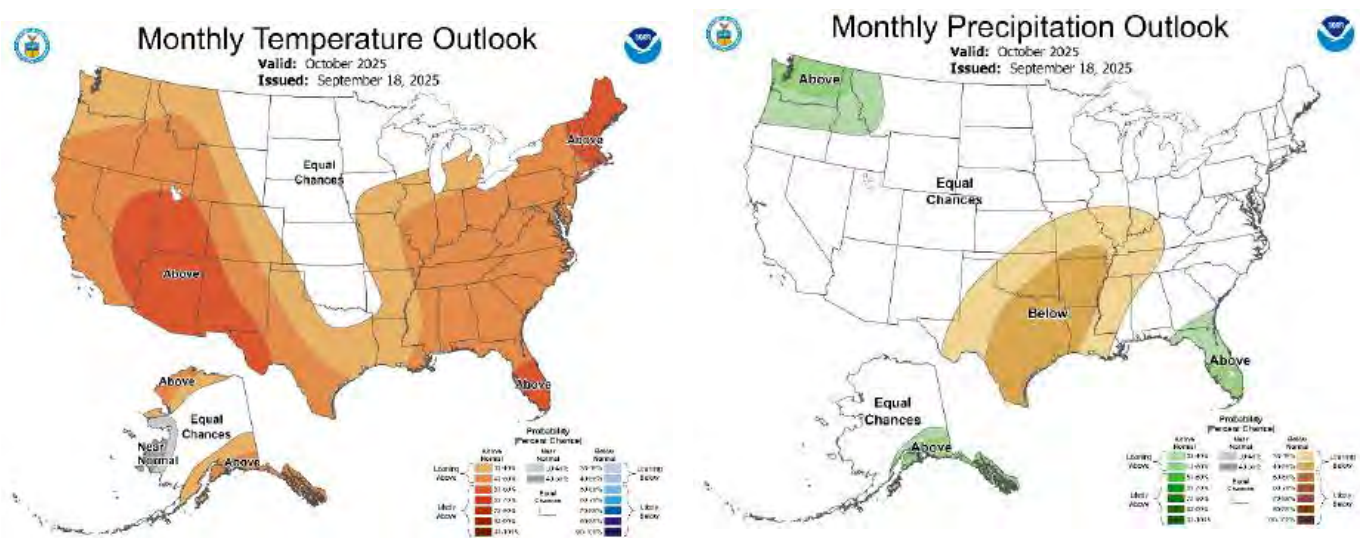 Monthly Temperature Outlook
Valid: October 2025
Issued: September 18, 2025
Above
Equal
Chances
Above
Above
Above
Equal
Chances
Near
Normal
Above
Above
Probability
(Percent Chance)
Above
Normal
Near
Normal
Below
Normal
Leaning
Above
Likely
Above
Equal
Chances
Leaning
Below
Likely
Below
Monthly Precipitation Outlook
Valid: October 2025
Issued: September 18, 2025
Above
Equal
Chances
Below
Above
Equal
Chances
Above
Probability
(Percent Chance)
Above
Normal
Near
Normal
Below
Normal
Leaning
Above
Likely
Above
Equal
Chances
Leaning
Below
Likely
Below